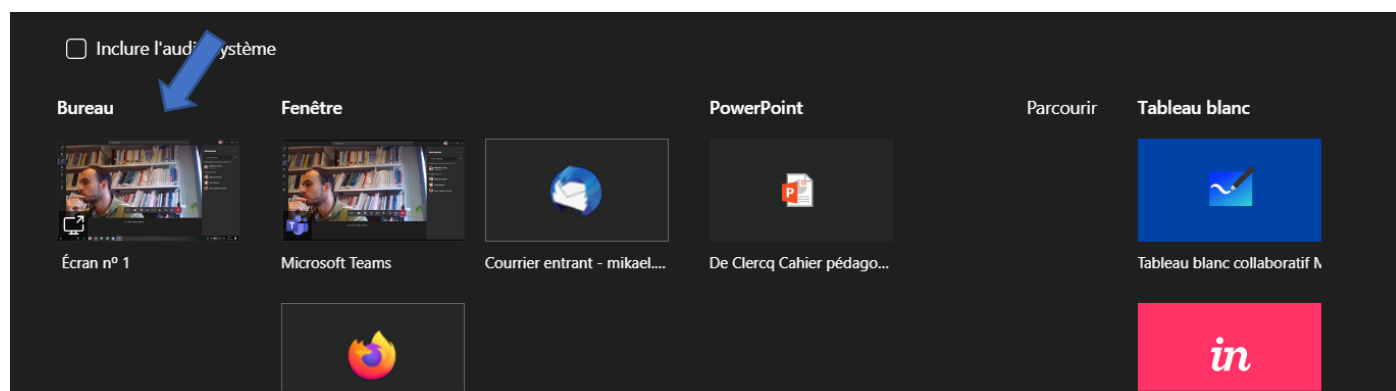 Inclure l'audio système
Bureau
Fenêtre
PowerPoint
Parcourir
Tableau blanc
Écran nº 1
Microsoft Teams
Courrier entrant - mikael....
De Clercq Cahier pédago...
Tableau blanc collaboratif
in